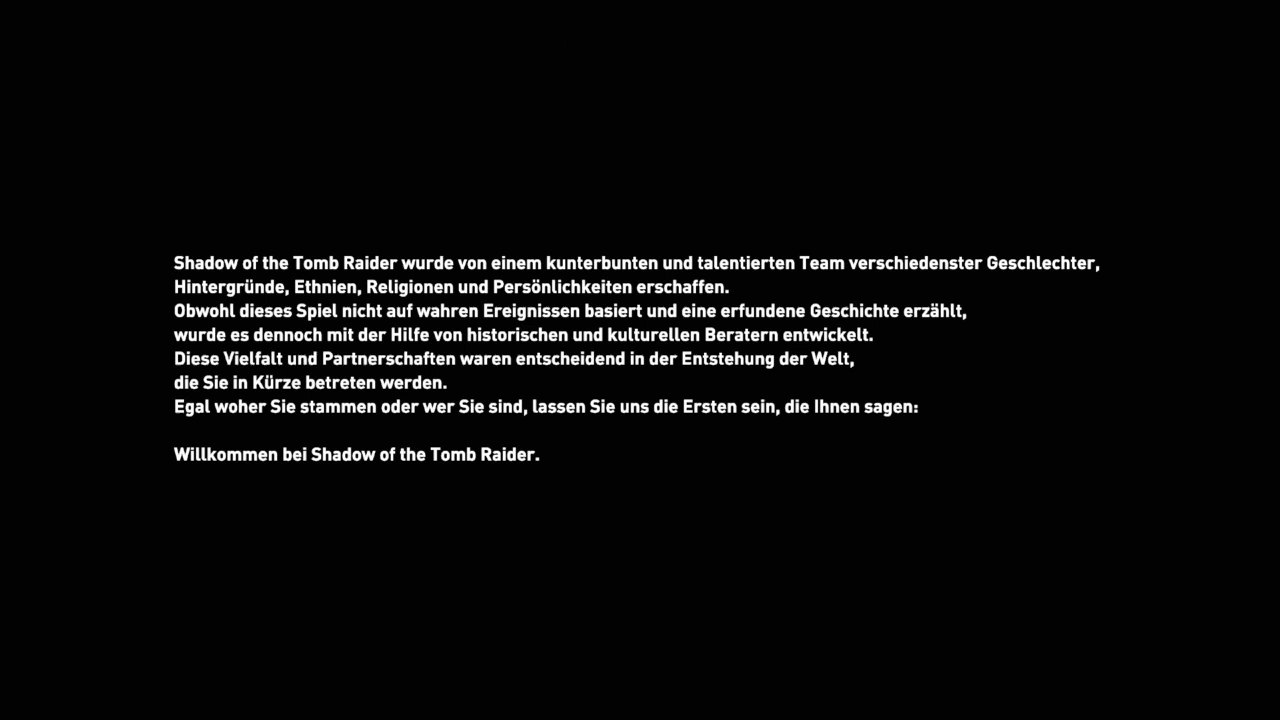 Shadow of the Tomb Raider wurde von einem kunterbunten und talentierten Team verschiedenster Geschlechter,
Hintergründe, Ethnien, Religionen und Persönlichkeiten erschaffen.
Obwohl dieses Spiel nicht auf wahren Ereignissen basiert und eine erfundene Geschichte erzählt,
wurde es dennoch mit der Hilfe von historischen und kulturellen Beratern entwickelt.
Diese Vielfalt und Partnerschaften waren entscheidend in der Entstehung der Welt,
die Sie in Kürze betreten werden.
Egal woher Sie stammen oder wer Sie sind, lassen Sie uns die Ersten sein, die Ihnen sagen:
Willkommen bei Shadow of the Tomb Raider.